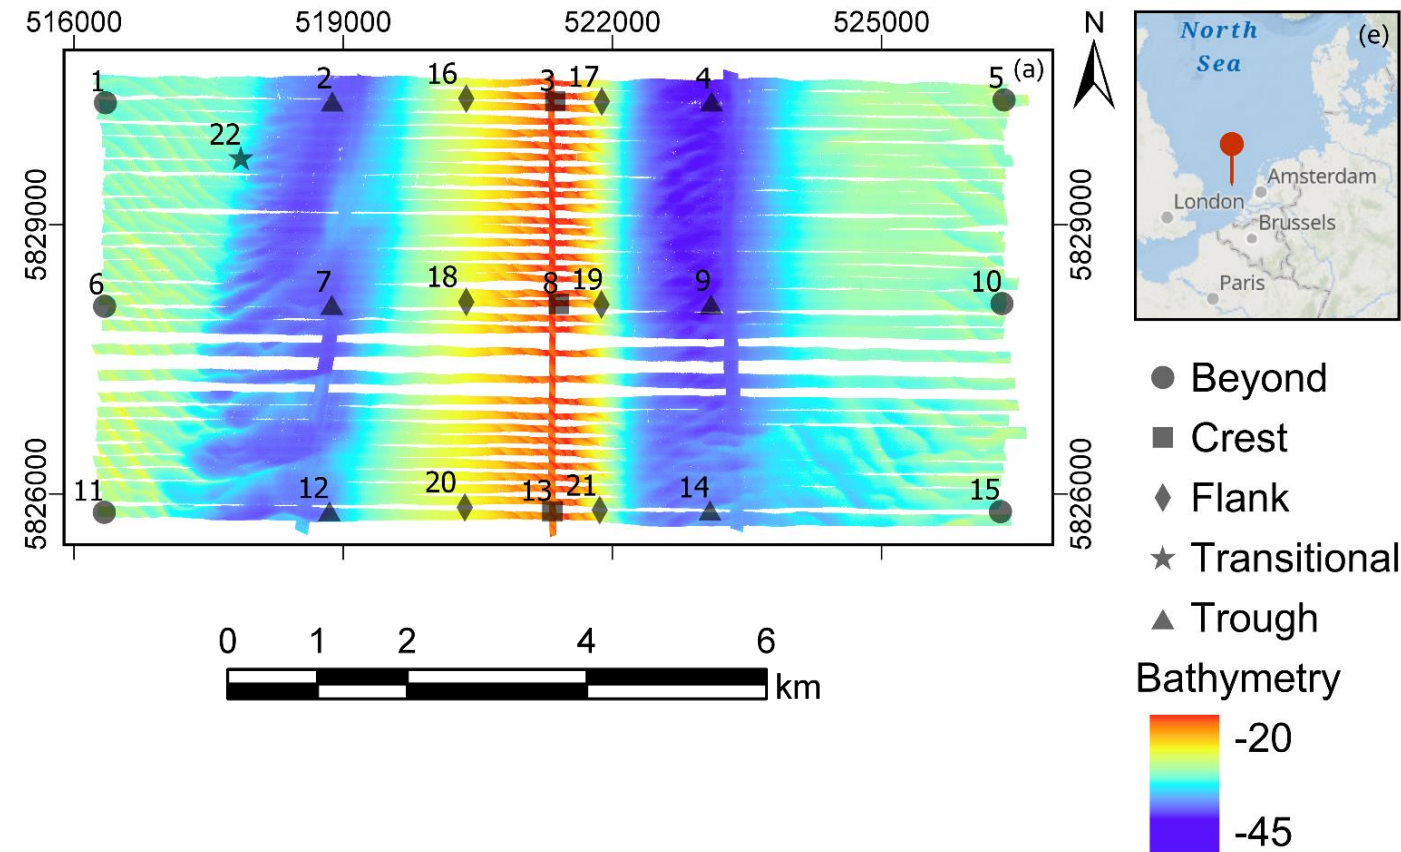 516000 519000 522000 525000
N
North
Sea
(e)
(a)
1 2 16 3 17 4 5
22
Amsterdam
London
Brussels
Paris
5829000
5829000
6 7 18 8 19 9 10
Beyond
Crest
Flank
Transitional
Trough
5826000
5826000
11 12 20 13 21 14 15
0 1 2 4 6
km
Bathymetry
-20
-45